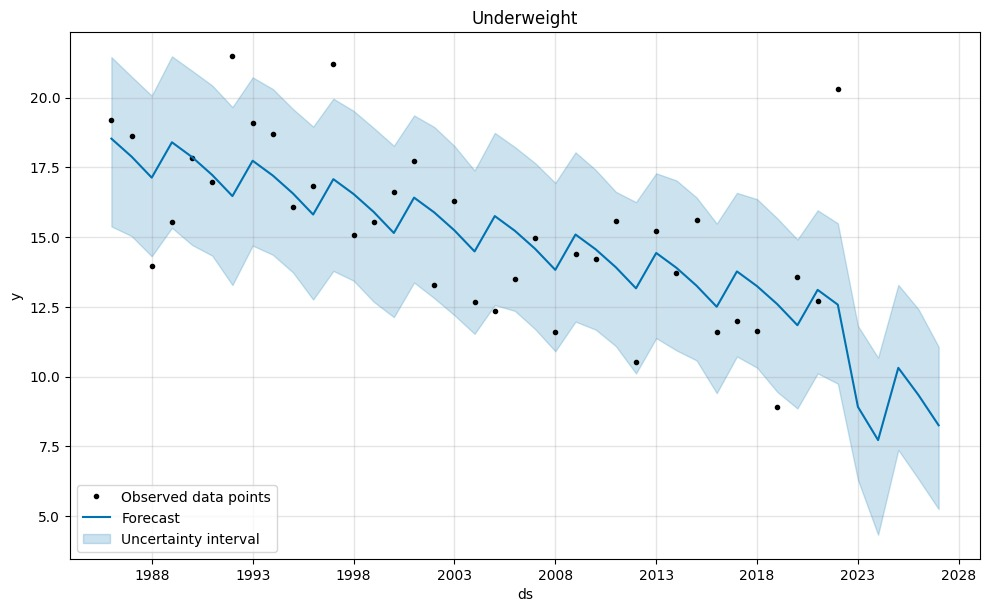 Underweight
y
20.0
17.5
15.0
12.5
10.0
7.5
5.0
Observed data points
Forecast
Uncertainty interval
1988 1993 1998 2003 2008 2013 2018 2023 2028
ds